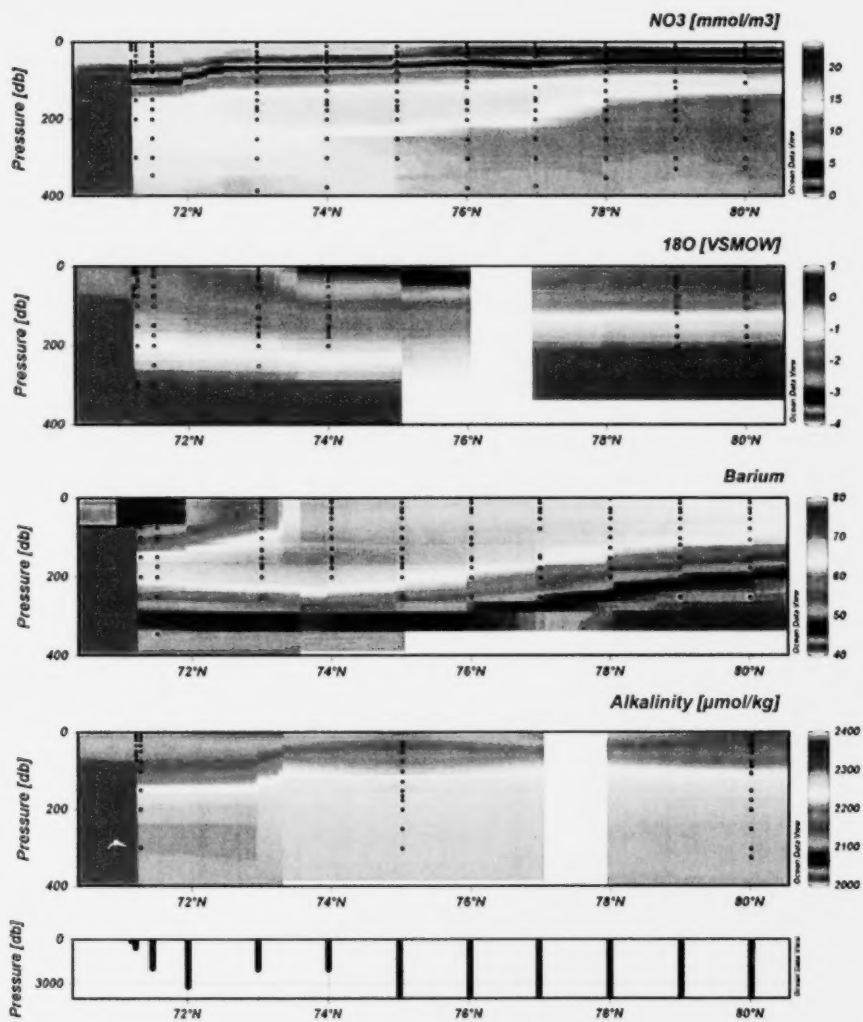 NO3 [mmol/m3]
Pressure [db]
0
200
400
72°N 74°N 76°N 78°N 80°N
20
15
10
5
0
Ocean Data View
18O [VSMOW]
Pressure [db]
0
200
400
72°N 74°N 76°N 78°N 80°N
1
0
-1
-2
-3
-4
Ocean Data View
Barium
Pressure [db]
0
200
400
72°N 74°N 76°N 78°N 80°N
80
70
60
50
40
Ocean Data View
Alkalinity [µmol/kg]
Pressure [db]
0
200
400
72°N 74°N 76°N 78°N 80°N
2400
2300
2200
2100
2000
Ocean Data View
Pressure [db]
0
3000
72°N 74°N 76°N 78°N 80°N
Ocean Data View